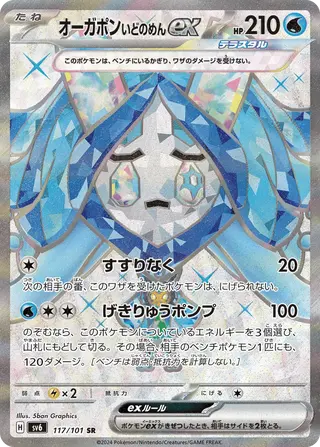 たね
オーガポンいどのめんex HP210
テラスタル
このポケモンは、ベンチにいるかぎり、ワザのダメージを受けない。
すすりなく 20
次の相手の番、このワザを受けたポケモンは、にげられない。
げきりゅうポンプ 100
のぞむなら、このポケモンについているエネルギーを3個選び、
山札にもどして切る。その場合、相手のベンチポケモン1匹にも、
120ダメージ。[ベンチは弱点・抵抗力を計算しない。]
弱点 ×2 抵抗力 にげる
Illus. 5ban Graphics
H sv6 117/101 SR
exルール
ポケモンexがきぜつしたとき、相手はサイドを2枚とる。
©2024 Pokémon/Nintendo/Creatures/GAME FREAK.